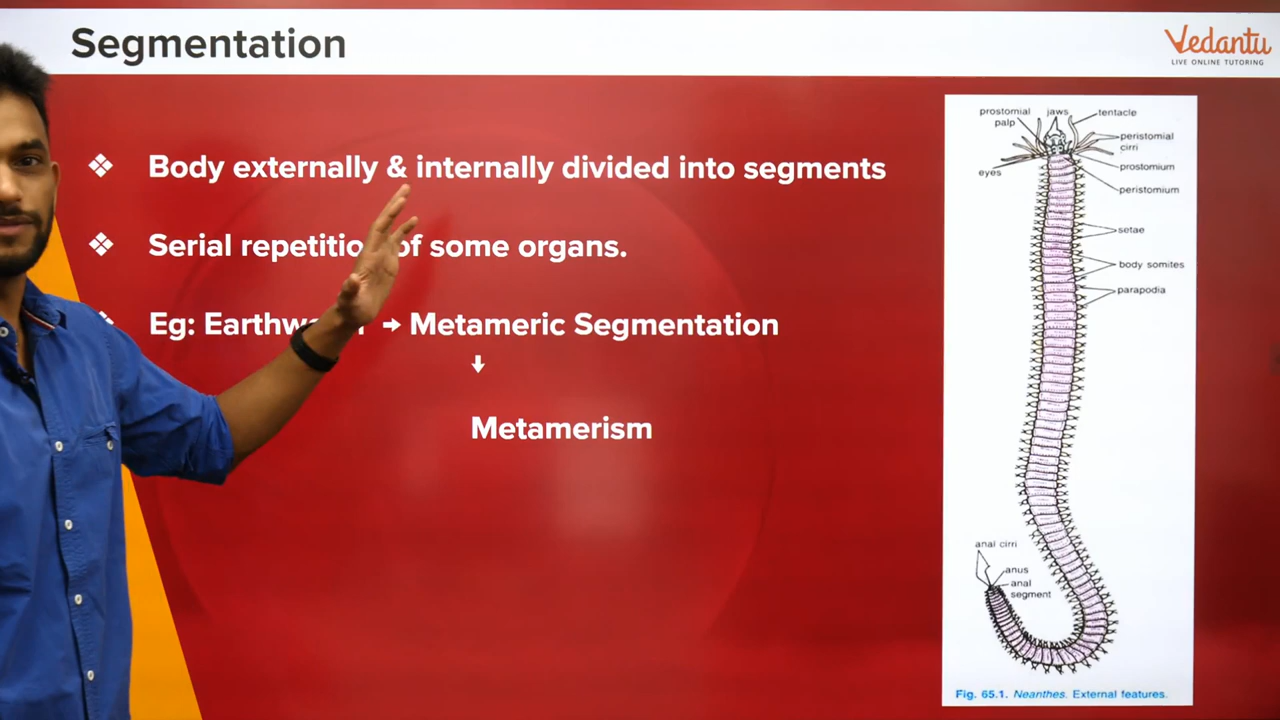 Segmentation
Vedantu
LIVE ONLINE TUTORING
Body externally & internally divided into segments
Serial repetitio of some organs.
Eg: Earthw → Metameric Segmentation
↓
Metamerism
prostomial palp
jaws
tentacle
peristomial cirri
eyes
prostomium
peristomium
setae
body somites
parapodia
anal cirri
anus
anal segment
Fig. 65.1. Neanthes. External features.